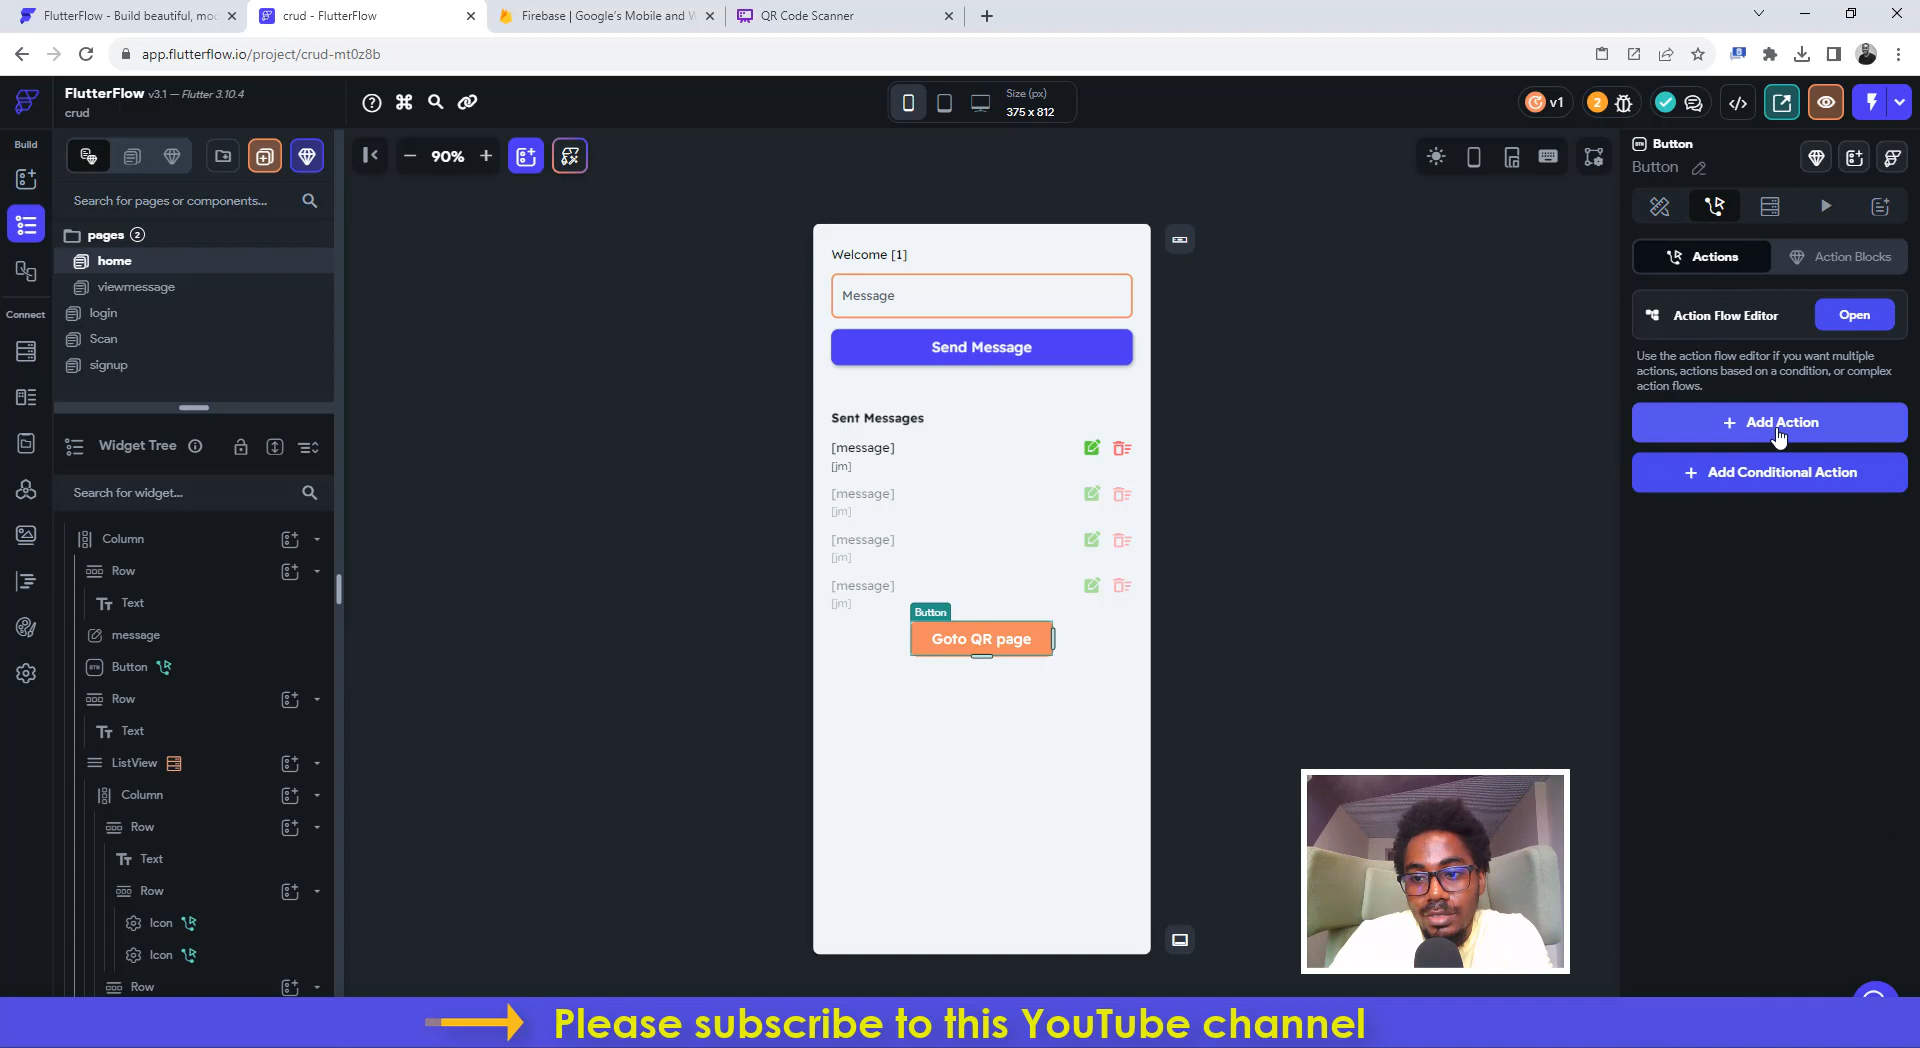 FlutterFlow - Build beautiful, mo
crud - FlutterFlow
Firebase | Google's Mobile and W
QR Code Scanner
app.flutterflow.io/project/crud-mt0z8b
FlutterFlow v3.1 — Flutter 3.10.4
crud
Size (px)
375 x 812
v1
2
Build
Connect
90%
Search for pages or components...
pages 2
home
viewmessage
login
Scan
signup
Widget Tree
Search for widget...
Column
Row
Text
message
Button
Row
Text
ListView
Column
Row
Text
Row
Icon
Icon
Row
Welcome [1]
Message
Send Message
Sent Messages
[message]
[jm]
[message]
[jm]
[message]
[jm]
[message]
[jm]
Button
Goto QR page
Button
Button
Actions
Action Blocks
Action Flow Editor
Open
Use the action flow editor if you want multiple
actions, actions based on a condition, or complex
action flows.
+ Add Action
+ Add Conditional Action
Please subscribe to this YouTube channel